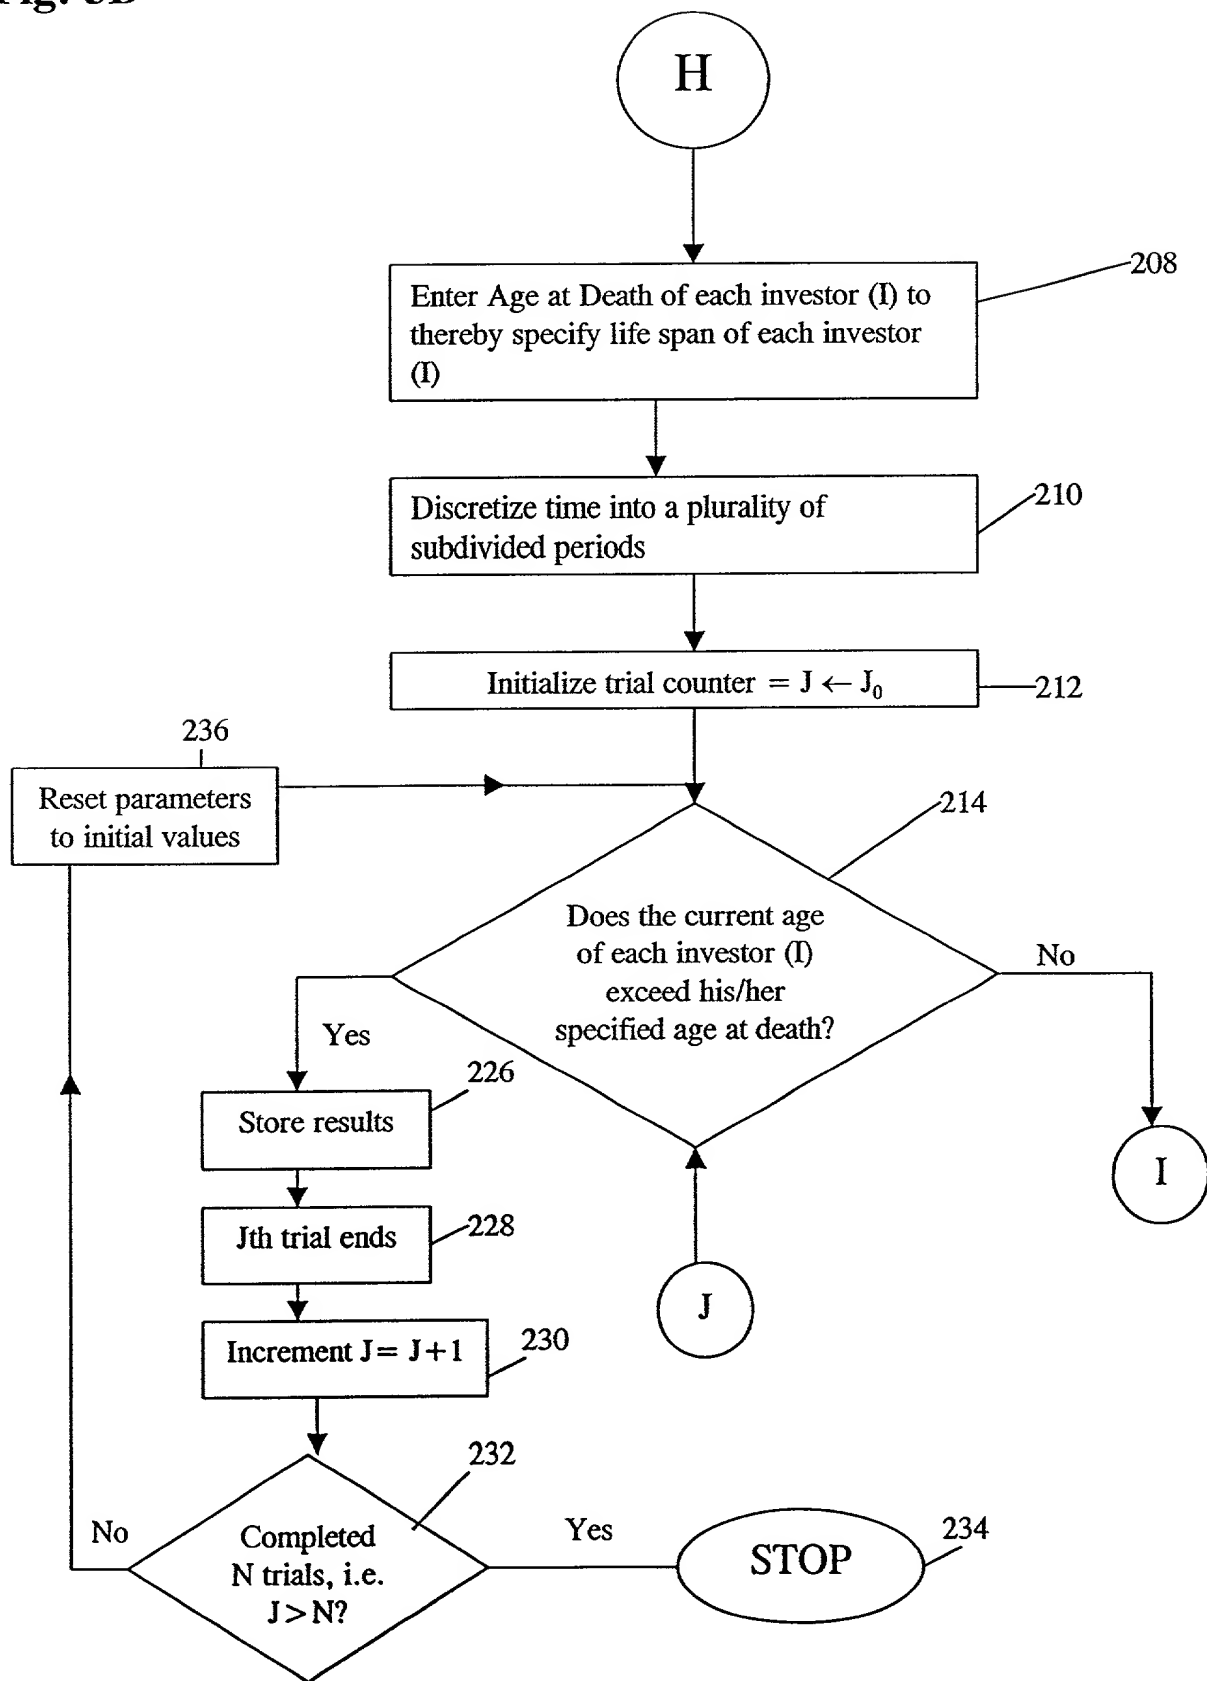 H
208
Enter Age at Death of each investor (I) to
thereby specify life span of each investor
(I)
210
Discretize time into a plurality of
subdivided periods
Initialize trial counter = J ← J₀
212
236
Reset parameters
to initial values
214
Does the current age
of each investor (I)
exceed his/her
specified age at death?
No
Yes
226
Store results
I
Jth trial ends
228
J
Increment J= J+1
230
232
No
Completed
N trials, i.e.
J>N?
Yes
STOP
234